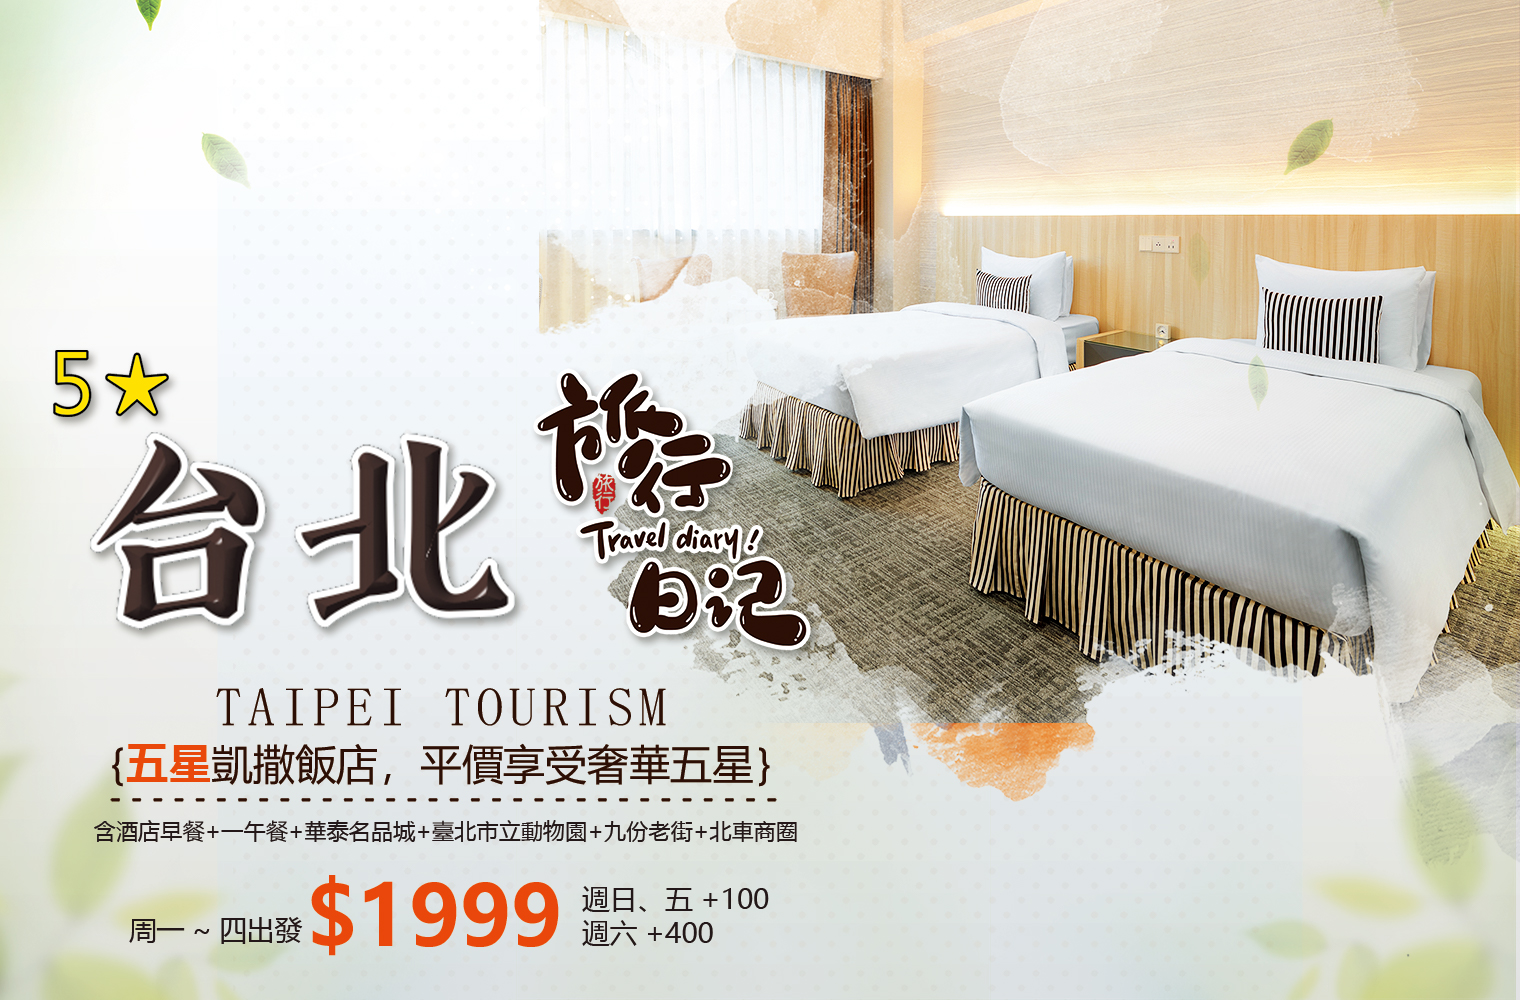 5★
台北
旅行
旅行
Travel diary!
日记
TAIPEI TOURISM
{五星凱撒飯店，平價享受奢華五星}
含酒店早餐+一午餐+華泰名品城+臺北市立動物園+九份老街+北車商圈
周一 ~ 四出發 $1999
週日、五 +100
週六 +400